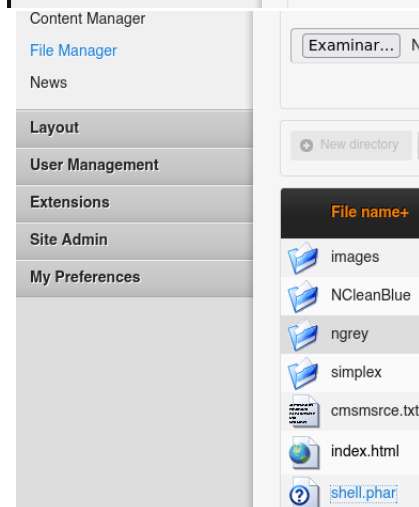 Content Manager
File Manager
News
Layout
User Management
Extensions
Site Admin
My Preferences
Examinar... N
New directory
File name+
images
NCleanBlue
ngrey
simplex
cmsmsrce.txt
index.html
shell.phar